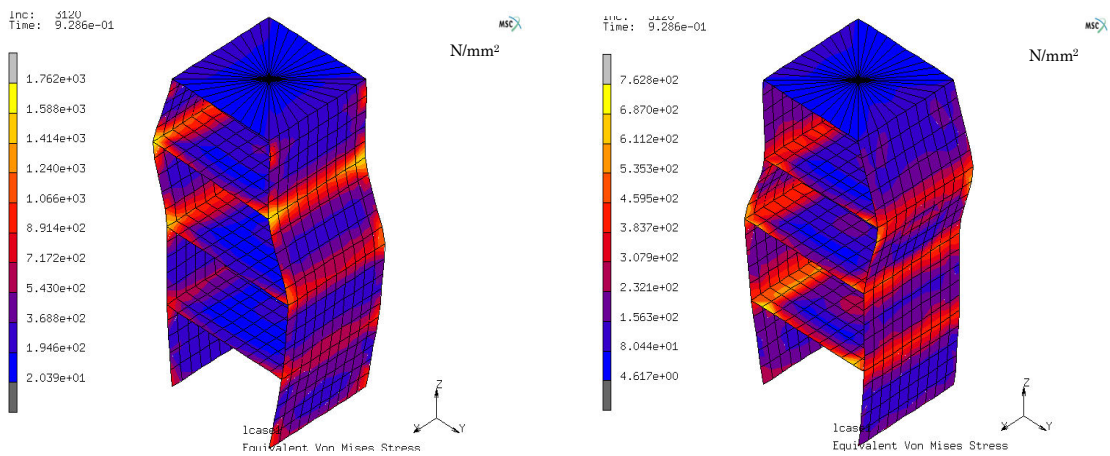 Inc: 3120
Time: 9.286e-01
MSC
N/mm²
1.762e+03
1.588e+03
1.414e+03
1.240e+03
1.066e+03
8.914e+02
7.172e+02
5.430e+02
3.688e+02
1.946e+02
2.039e+01
Z
X
Y
lcase1
Equivalent Von Mises Stress
Inc: 3120
Time: 9.286e-01
MSC
N/mm²
7.628e+02
6.870e+02
6.112e+02
5.353e+02
4.595e+02
3.837e+02
3.079e+02
2.321e+02
1.563e+02
8.044e+01
4.617e+00
Z
X
Y
lcase1
Equivalent Von Mises Stress